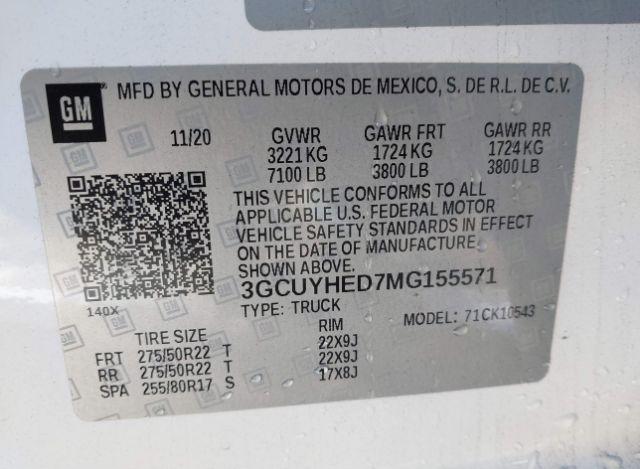 GM
MFD BY GENERAL MOTORS DE MEXICO, S. DE R.L. DE C.V.
11/20 GVWR GAWR FRT GAWR RR
3221 KG 1724 KG 1724 KG
7100 LB 3800 LB 3800 LB
THIS VEHICLE CONFORMS TO ALL
APPLICABLE U.S. FEDERAL MOTOR
VEHICLE SAFETY STANDARDS IN EFFECT
ON THE DATE OF MANUFACTURE
SHOWN ABOVE.
140X
3GCUYHED7MG155571
TYPE: TRUCK MODEL: 71CK10543
TIRE SIZE RIM
FRT 275/50R22 T 22X9J
RR 275/50R22 T 22X9J
SPA 255/80R17 S 17X8J